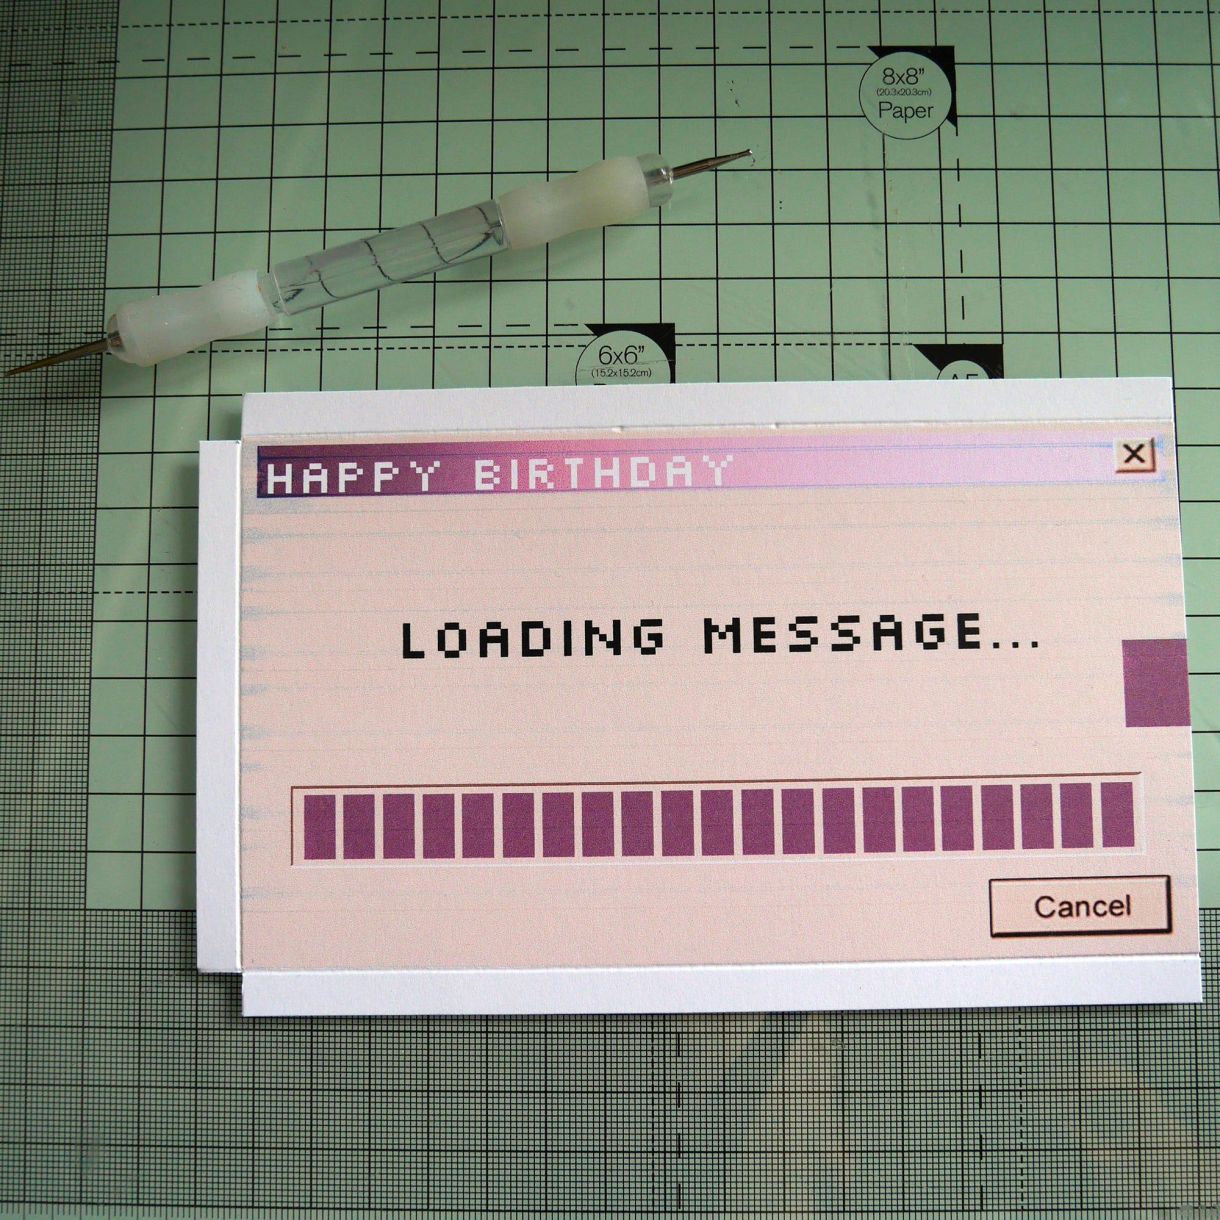 8x8"
(20.3x20.3cm)
Paper
6x6"
(15.2x15.2cm)
HAPPY BIRTHDAY
LOADING MESSAGE...
Cancel